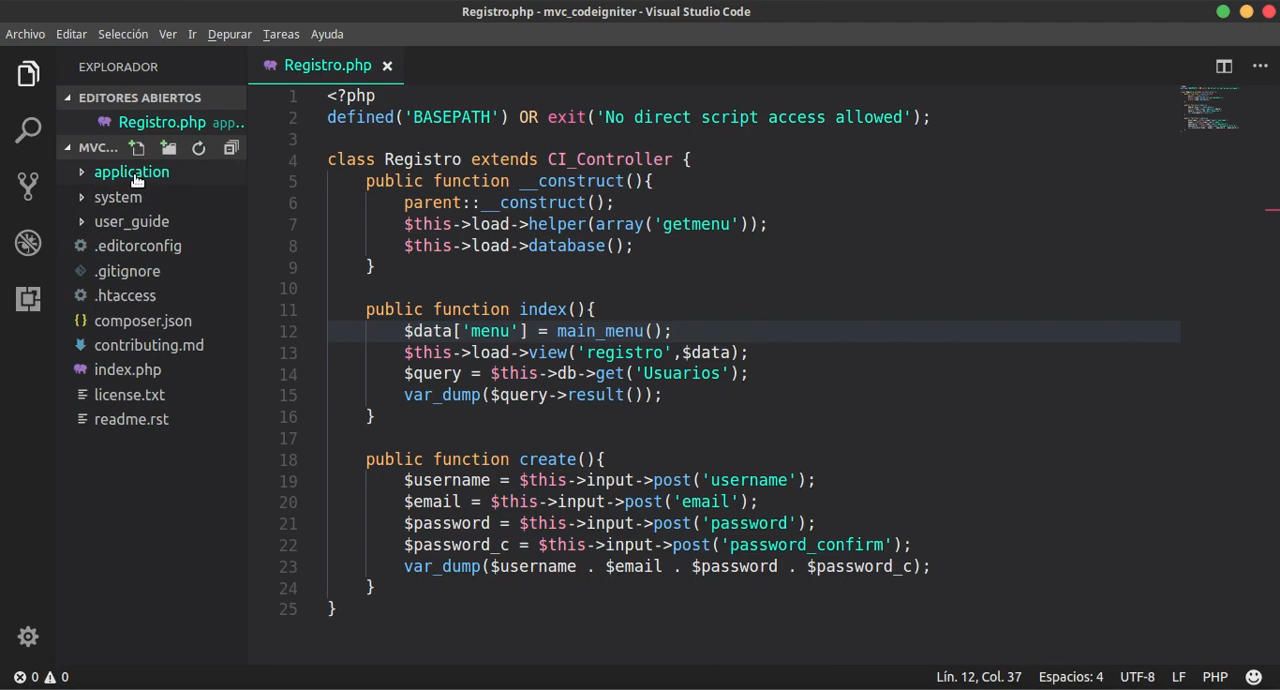 Registro.php - mvc_codeigniter - Visual Studio Code
Archivo Editar Selección Ver Ir Depurar Tareas Ayuda
EXPLORADOR
EDITORES ABIERTOS
Registro.php app..
MVC...
application
system
user_guide
.editorconfig
.gitignore
.htaccess
composer.json
contributing.md
index.php
license.txt
readme.rst
Registro.php
1 <?php
2 defined('BASEPATH') OR exit('No direct script access allowed');
3
4 class Registro extends CI_Controller {
5 public function __construct(){
6 parent::__construct();
7 $this->load->helper(array('getmenu'));
8 $this->load->database();
9 }
10
11 public function index(){
12 $data['menu'] = main_menu();
13 $this->load->view('registro',$data);
14 $query = $this->db->get('Usuarios');
15 var_dump($query->result());
16 }
17
18 public function create(){
19 $username = $this->input->post('username');
20 $email = $this->input->post('email');
21 $password = $this->input->post('password');
22 $password_c = $this->input->post('password_confirm');
23 var_dump($username . $email . $password . $password_c);
24 }
25 }
0 0 Lín. 12, Col. 37 Espacios: 4 UTF-8 LF PHP